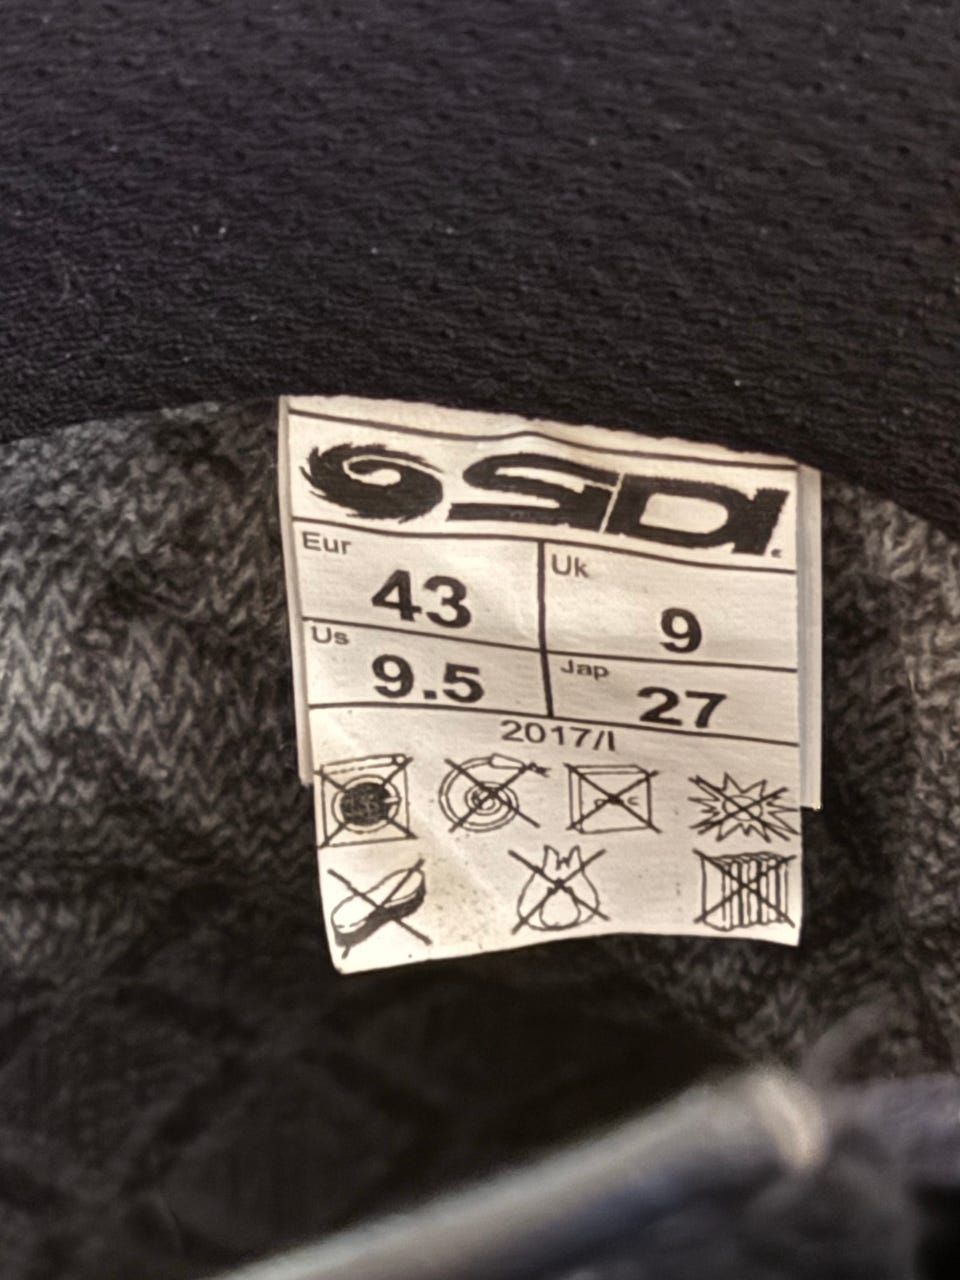 SIDI
Eur 43 Uk 9
Us 9.5 Jap 27
2017/I